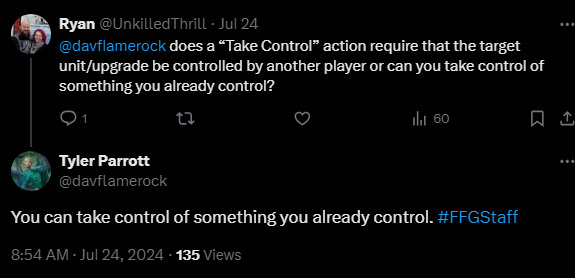 Ryan @UnkilledThrill · Jul 24
@davflamerock does a “Take Control” action require that the target
unit/upgrade be controlled by another player or can you take control of
something you already control?
1 60
Tyler Parrott
@davflamerock
You can take control of something you already control. #FFGStaff
8:54 AM · Jul 24, 2024 · 135 Views